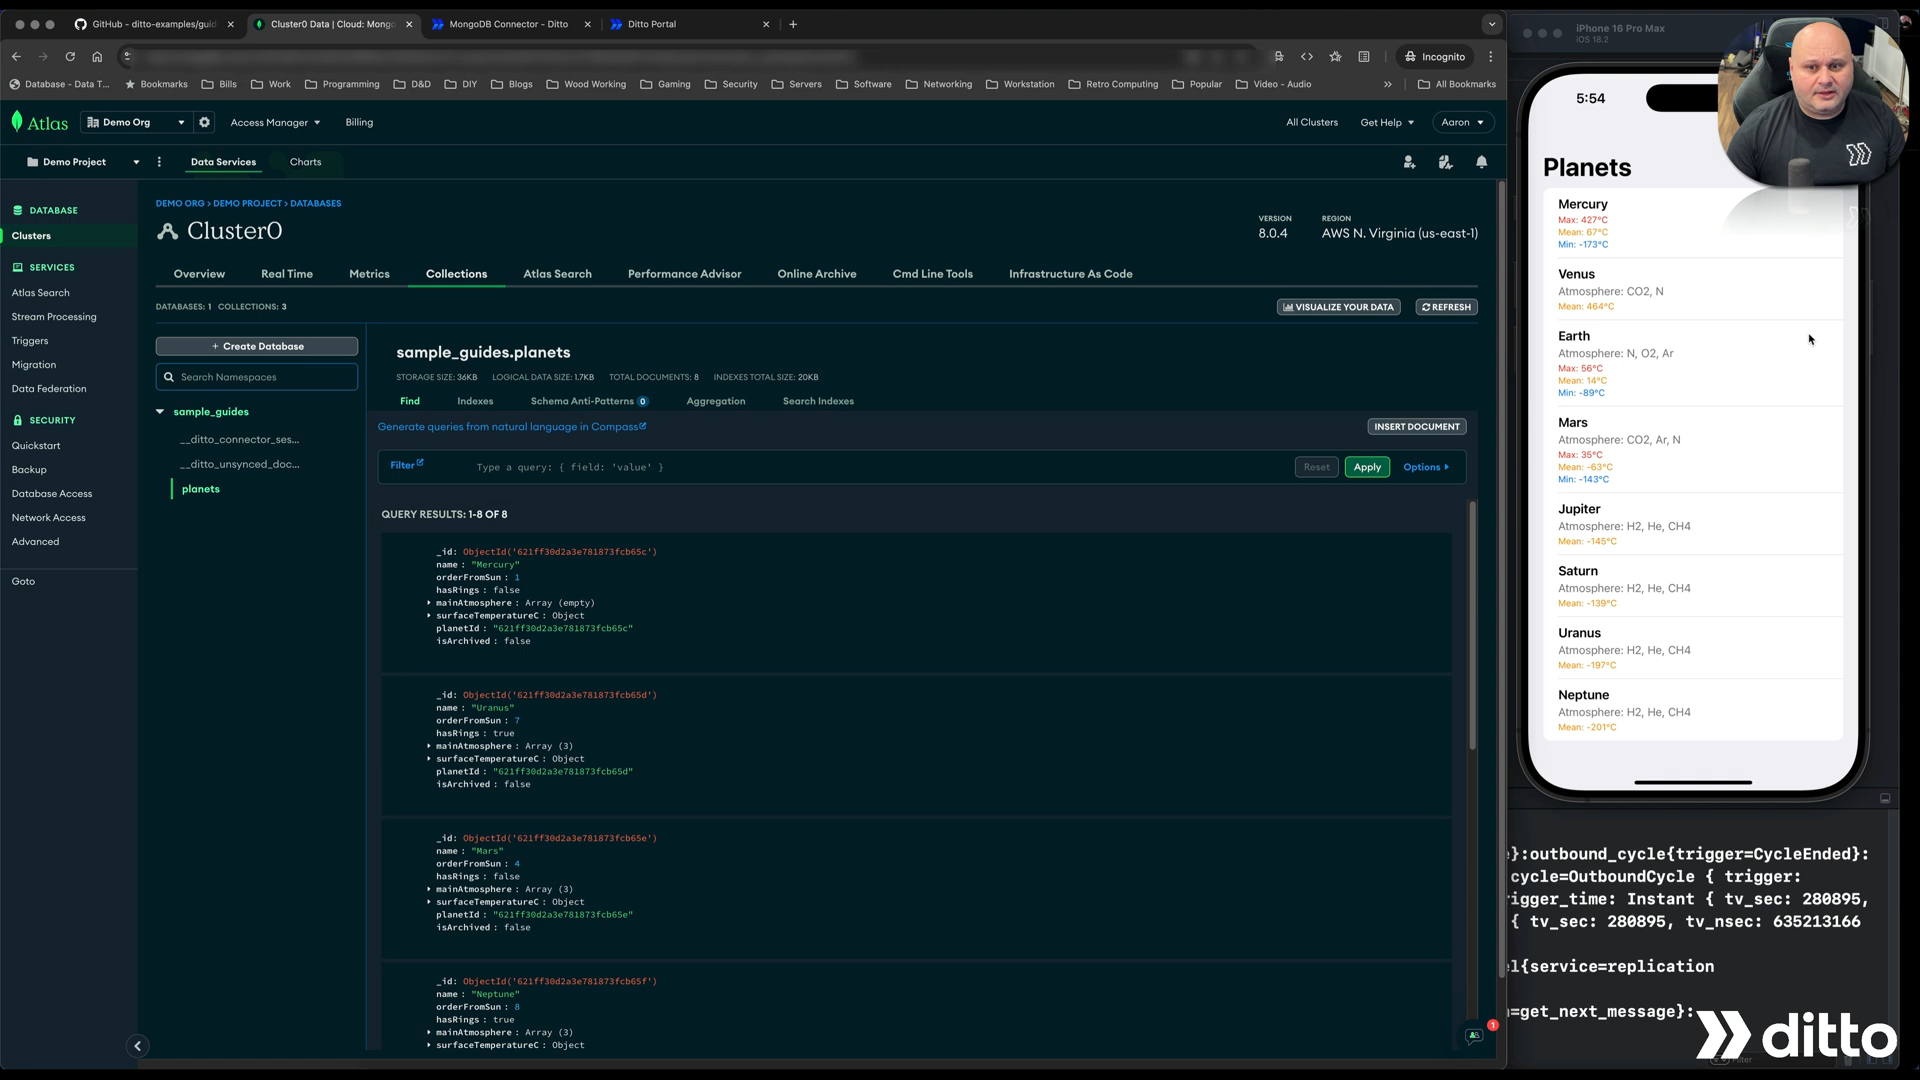 GitHub - ditto-examples/guid
Cluster0 Data | Cloud: Mongo
MongoDB Connector - Ditto
Ditto Portal
Incognito
Database - Data T...
Bookmarks
Bills
Work
Programming
D&D
DIY
Blogs
Wood Working
Gaming
Security
Servers
Software
Networking
Workstation
Retro Computing
Popular
Video - Audio
»
All Bookmarks
Atlas
Demo Org
Access Manager
Billing
All Clusters
Get Help
Aaron
Demo Project
Data Services
Charts
DATABASE
Clusters
SERVICES
Atlas Search
Stream Processing
Triggers
Migration
Data Federation
SECURITY
Quickstart
Backup
Database Access
Network Access
Advanced
Goto
DEMO ORG > DEMO PROJECT > DATABASES
Cluster0
VERSION
8.0.4
REGION
AWS N. Virginia (us-east-1)
Overview
Real Time
Metrics
Collections
Atlas Search
Performance Advisor
Online Archive
Cmd Line Tools
Infrastructure As Code
DATABASES: 1 COLLECTIONS: 3
VISUALIZE YOUR DATA
REFRESH
+ Create Database
Search Namespaces
sample_guides
__ditto_connector_ses...
__ditto_unsynced_doc...
planets
sample_guides.planets
STORAGE SIZE: 36KB LOGICAL DATA SIZE: 1.7KB TOTAL DOCUMENTS: 8 INDEXES TOTAL SIZE: 20KB
Find
Indexes
Schema Anti-Patterns 0
Aggregation
Search Indexes
Generate queries from natural language in Compass
INSERT DOCUMENT
Filter
Type a query: { field: 'value' }
Reset
Apply
Options
QUERY RESULTS: 1-8 OF 8
_id: ObjectId('621ff30d2a3e781873fcb65c')
name : "Mercury"
orderFromSun : 1
hasRings : false
mainAtmosphere : Array (empty)
surfaceTemperatureC : Object
planetId : "621ff30d2a3e781873fcb65c"
isArchived : false
_id: ObjectId('621ff30d2a3e781873fcb65d')
name : "Uranus"
orderFromSun : 7
hasRings : true
mainAtmosphere : Array (3)
surfaceTemperatureC : Object
planetId : "621ff30d2a3e781873fcb65d"
isArchived : false
_id: ObjectId('621ff30d2a3e781873fcb65e')
name : "Mars"
orderFromSun : 4
hasRings : false
mainAtmosphere : Array (3)
surfaceTemperatureC : Object
planetId : "621ff30d2a3e781873fcb65e"
isArchived : false
_id: ObjectId('621ff30d2a3e781873fcb65f')
name : "Neptune"
orderFromSun : 8
hasRings : true
mainAtmosphere : Array (3)
surfaceTemperatureC : Object
1
iPhone 16 Pro Max
iOS 18.2
5:54
Planets
Mercury
Max: 427°C
Mean: 67°C
Min: -173°C
Venus
Atmosphere: CO2, N
Mean: 464°C
Earth
Atmosphere: N, O2, Ar
Max: 56°C
Mean: 14°C
Min: -89°C
Mars
Atmosphere: CO2, Ar, N
Max: 35°C
Mean: -63°C
Min: -143°C
Jupiter
Atmosphere: H2, He, CH4
Mean: -145°C
Saturn
Atmosphere: H2, He, CH4
Mean: -139°C
Uranus
Atmosphere: H2, He, CH4
Mean: -197°C
Neptune
Atmosphere: H2, He, CH4
Mean: -201°C
}:outbound_cycle{trigger=CycleEnded}:
cycle=OutboundCycle { trigger:
rigger_time: Instant { tv_sec: 280895,
{ tv_sec: 280895, tv_nsec: 635213166
l{service=replication
=get_next_message}:
ditto